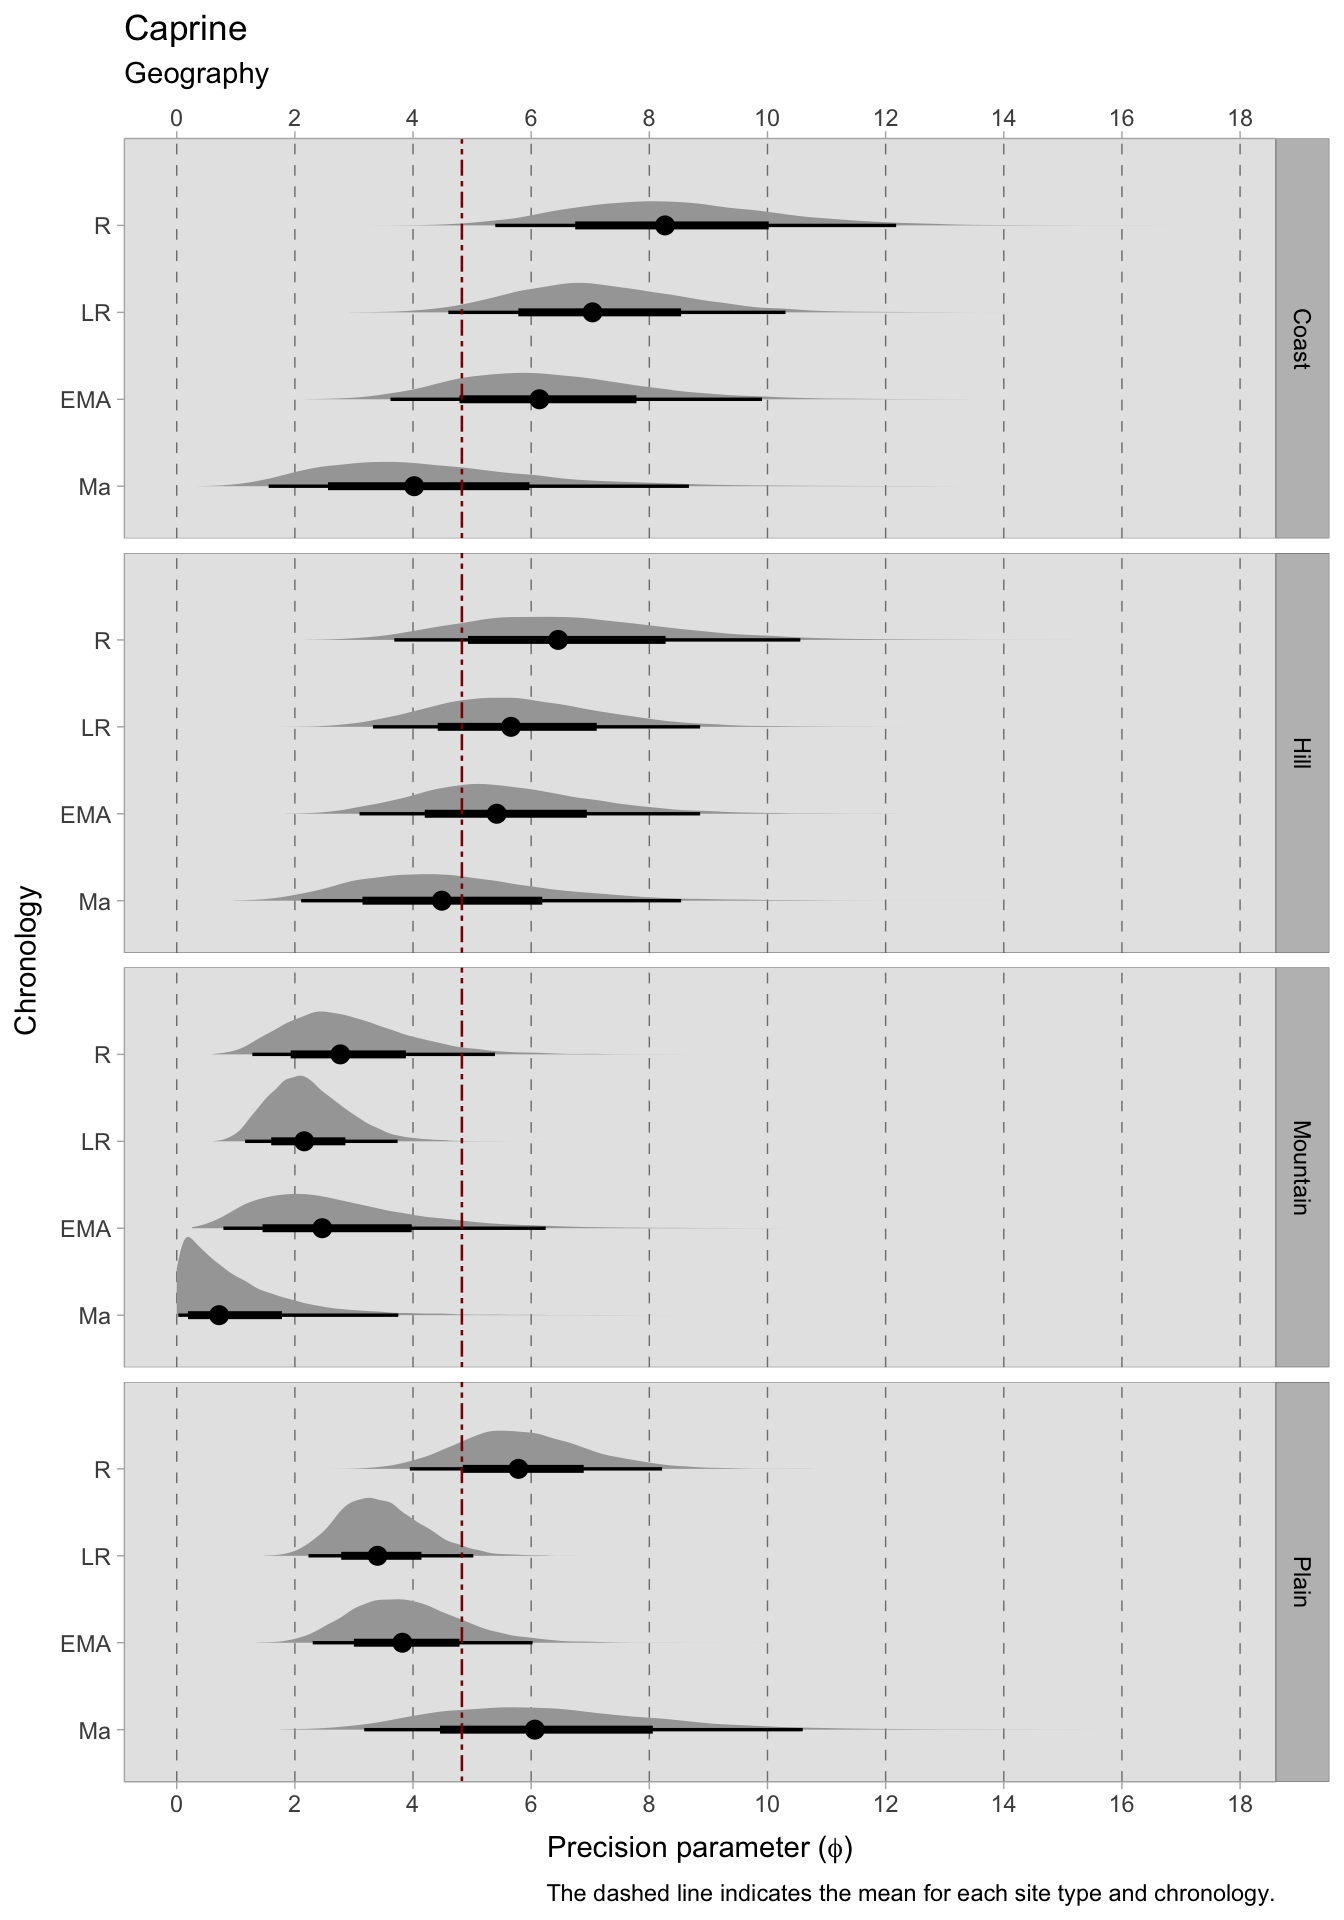 Caprine
Geography
0 2 4 6 8 10 12 14 16 18
R
LR
EMA
Ma
Coast
R
LR
EMA
Ma
Hill
Chronology
R
LR
EMA
Ma
Mountain
R
LR
EMA
Ma
Plain
0 2 4 6 8 10 12 14 16 18
Precision parameter (ϕ)
The dashed line indicates the mean for each site type and chronology.